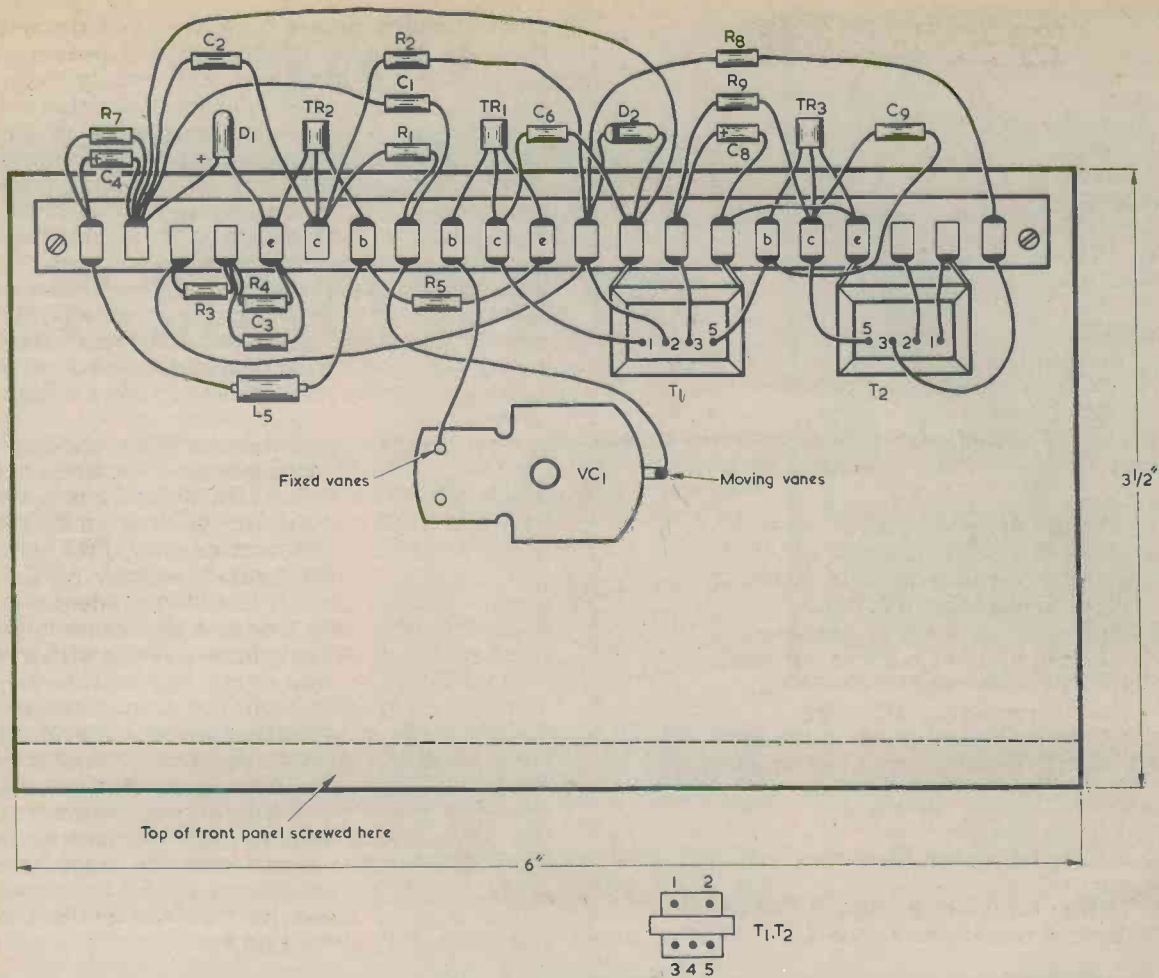 C2
R2
R8
C1
R9
R7
D1
TR2
R1
TR1
C6
D2
TR3
C9
C4
+
+
+
C8
e
c
b
b
c
e
b
c
e
R3
R4
R5
C3
1 2 3 5
5 3 2 1
L5
T1
T2
Fixed vanes
VC1
Moving vanes
3 1/2"
Top of front panel screwed here
6"
1 2
T1,T2
3 4 5